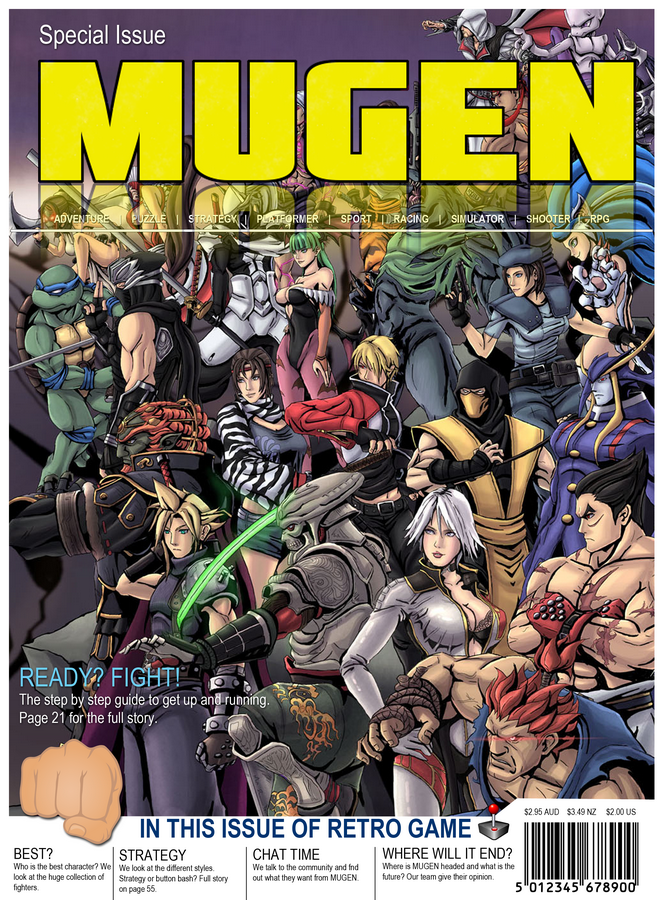 Special Issue
MUGEN
ADVENTURE | PUZZLE | STRATEGY | PLATFORMER | SPORT | RACING | SIMULATOR | SHOOTER | RPG
READY? FIGHT!
The step by step guide to get up and running.
Page 21 for the full story.
IN THIS ISSUE OF RETRO GAME
$2.95 AUD $3.49 NZ $2.00 US
BEST?
Who is the best character? We
look at the huge collection of
fighters.
STRATEGY
We look at the different styles.
Strategy or button bash? Full story
on page 55.
CHAT TIME
We talk to the community and find
out what they want from MUGEN.
WHERE WILL IT END?
Where is MUGEN headed and what is the
future? Our team give their opinion.
5 012345 678900